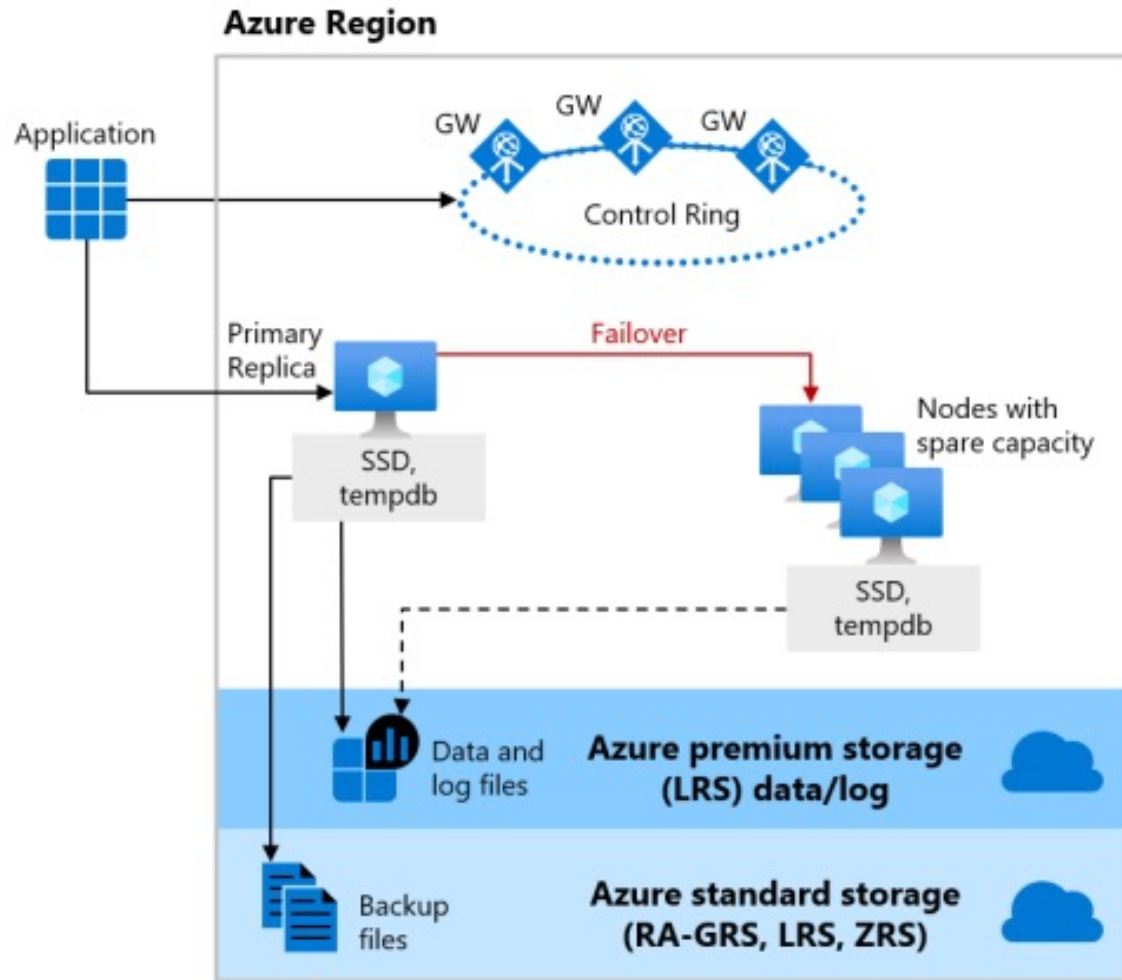 Azure Region
Application
GW
GW
GW
Control Ring
Primary
Replica
Failover
Nodes with
spare capacity
SSD,
tempdb
SSD,
tempdb
Data and
log files
Azure premium storage
(LRS) data/log
Backup
files
Azure standard storage
(RA-GRS, LRS, ZRS)